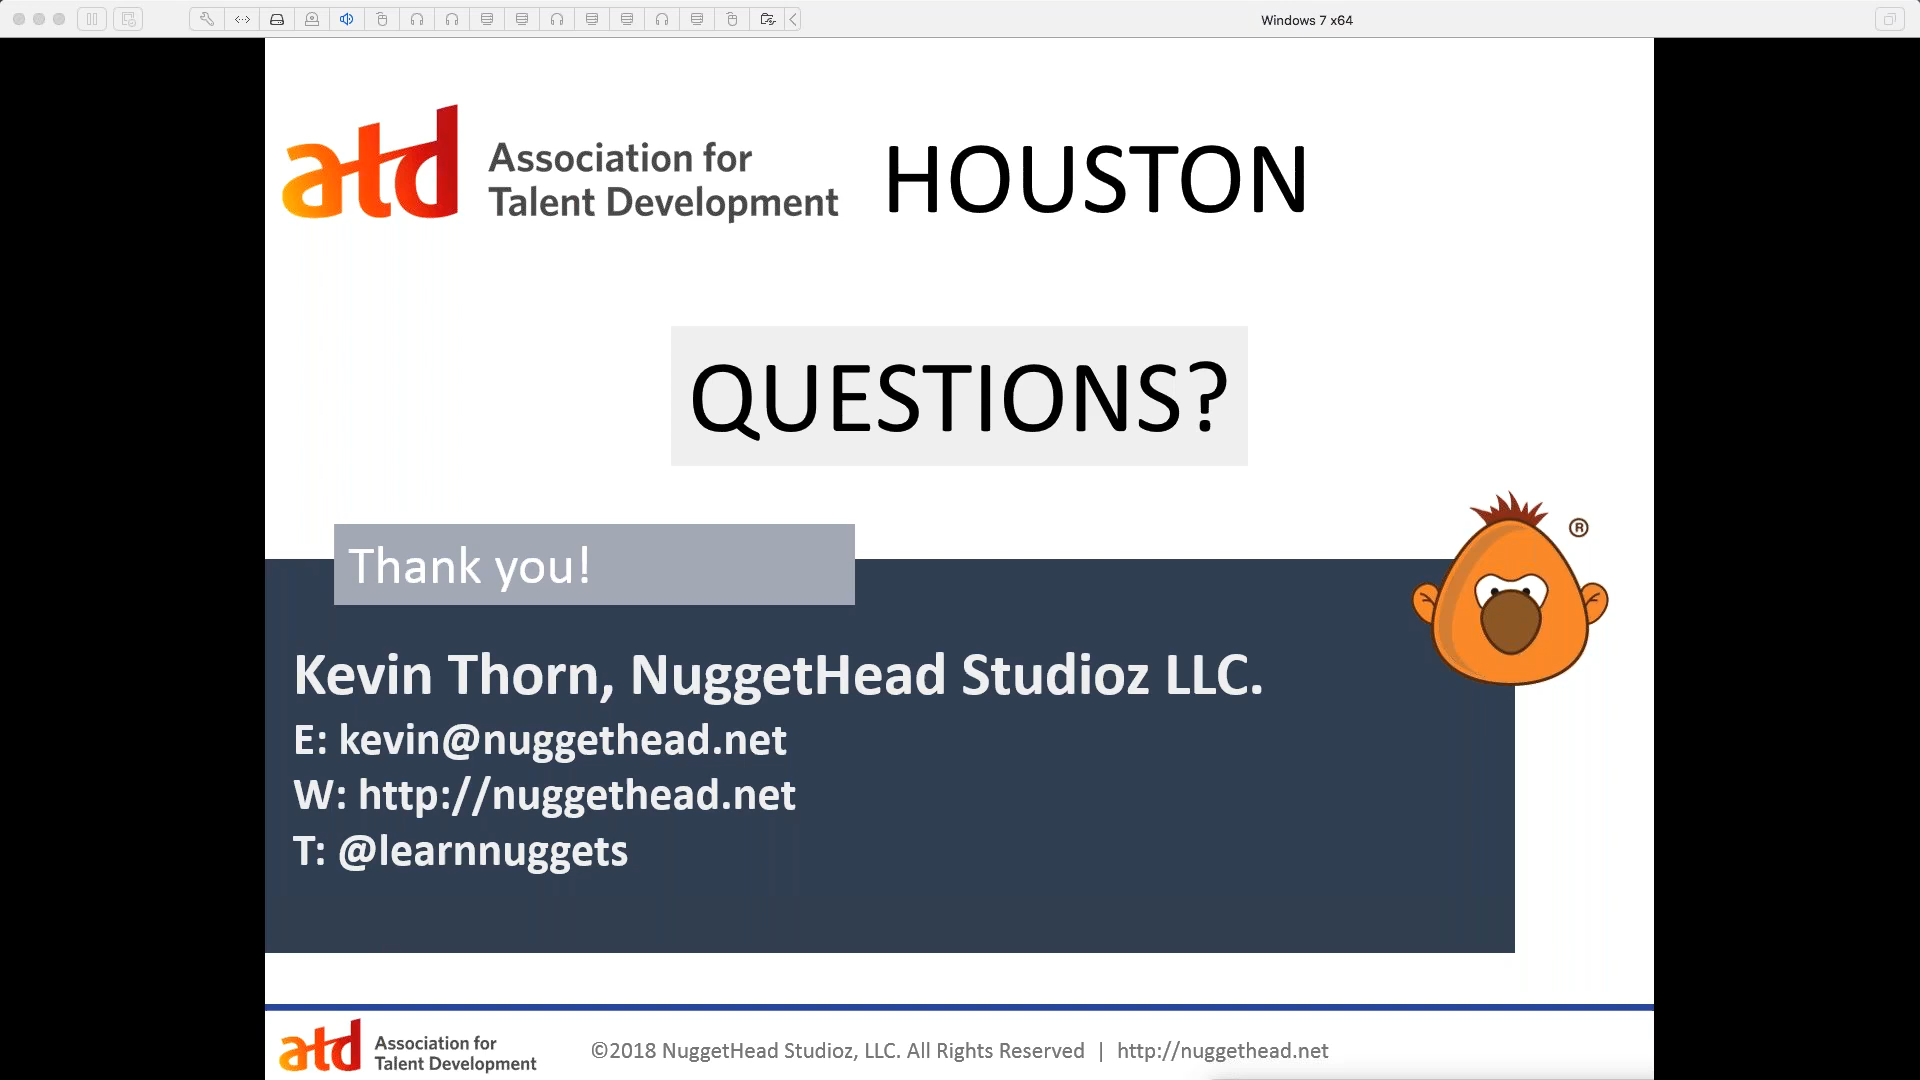 Windows 7 x64
atd Association for
Talent Development
HOUSTON
QUESTIONS?
®
Thank you!
Kevin Thorn, NuggetHead Studioz LLC.
E: kevin@nuggethead.net
W: http://nuggethead.net
T: @learnnuggets
atd Association for
Talent Development
©2018 NuggetHead Studioz, LLC. All Rights Reserved | http://nuggethead.net